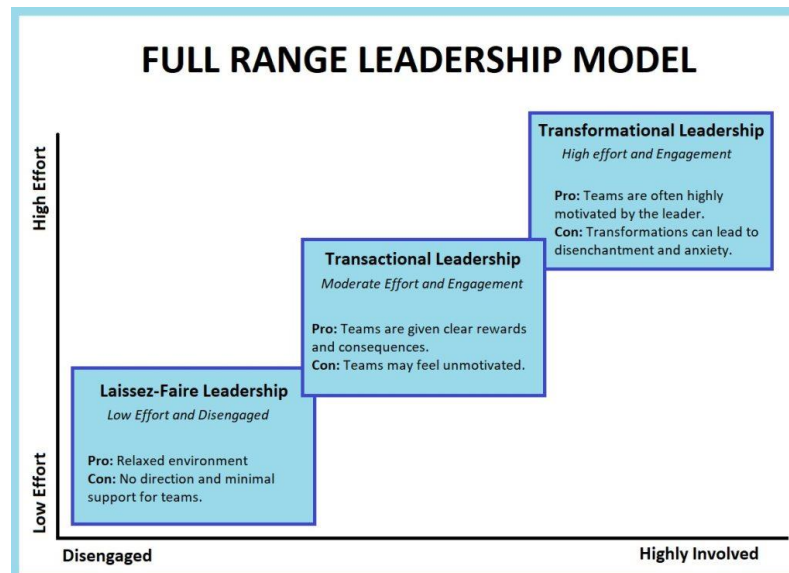 FULL RANGE LEADERSHIP MODEL
High Effort
Low Effort
Transformational Leadership
High effort and Engagement
Pro: Teams are often highly
motivated by the leader.
Con: Transformations can lead to
disenchantment and anxiety.
Transactional Leadership
Moderate Effort and Engagement
Pro: Teams are given clear rewards
and consequences.
Con: Teams may feel unmotivated.
Laissez-Faire Leadership
Low Effort and Disengaged
Pro: Relaxed environment
Con: No direction and minimal
support for teams.
Disengaged
Highly Involved